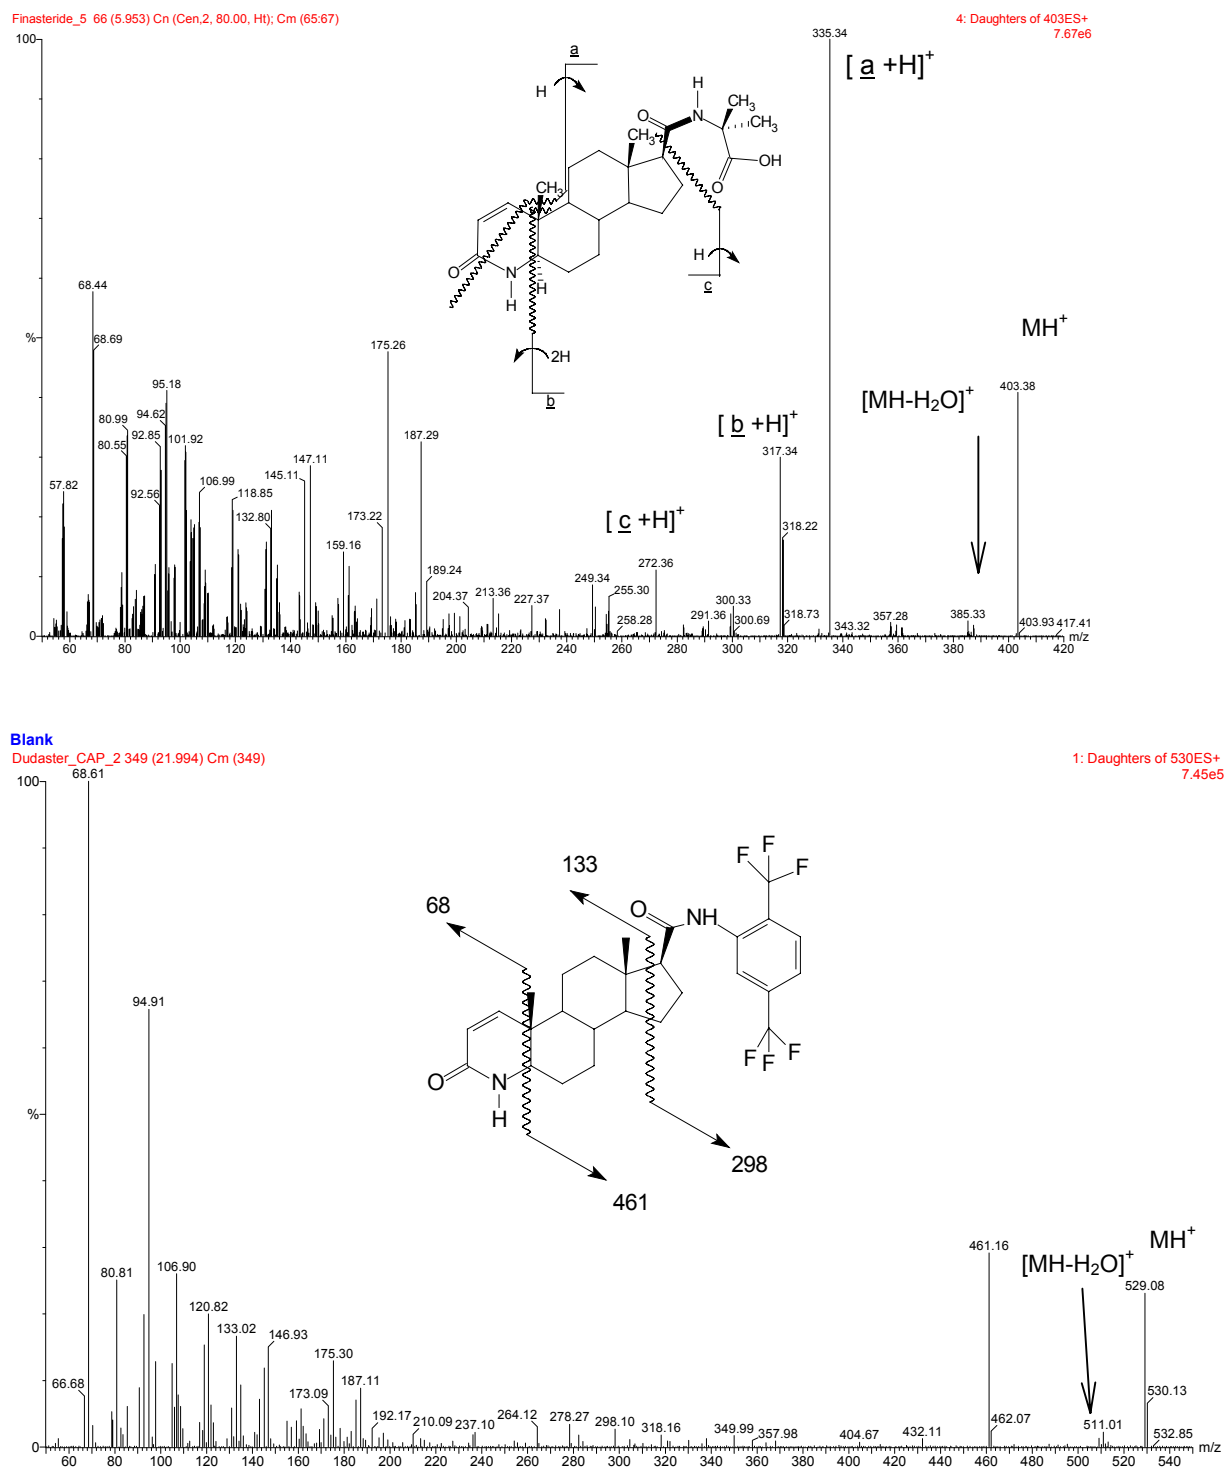 Finasteride_5 66 (5.953) Cn (Cen,2, 80.00, Ht); Cm (65:67)
4: Daughters of 403ES+
7.67e6
100
%
0
335.34
[ a +H]+
a
H
H
N
O
CH3
CH3
CH3
OH
O
CH3
O
N
H
H
H
c
2H
b
MH+
[MH-H2O]+
403.38
[ b +H]+
317.34
318.22
[ c +H]+
272.36
68.44
68.69
175.26
95.18
94.62
80.99
92.85
101.92
80.55
187.29
147.11
145.11
57.82
92.56
106.99
118.85
132.80
173.22
159.16
189.24
204.37
213.36
227.37
249.34
255.30
258.28
291.36
300.33
300.69
318.73
343.32
357.28
385.33
403.93
417.41
m/z
60 80 100 120 140 160 180 200 220 240 260 280 300 320 340 360 380 400 420
Blank
Dudaster_CAP_2 349 (21.994) Cm (349)
1: Daughters of 530ES+
7.45e5
100
%
0
68.61
133
68
F
F
F
O
NH
F
F
F
O
N
H
298
461
94.91
80.81
106.90
120.82
133.02
146.93
66.68
175.30
173.09
187.11
192.17
210.09
237.10
264.12
278.27
298.10
318.16
349.99
357.98
404.67
432.11
461.16
462.07
[MH-H2O]+
MH+
529.08
530.13
511.01
532.85
m/z
60 80 100 120 140 160 180 200 220 240 260 280 300 320 340 360 380 400 420 440 460 480 500 520 540